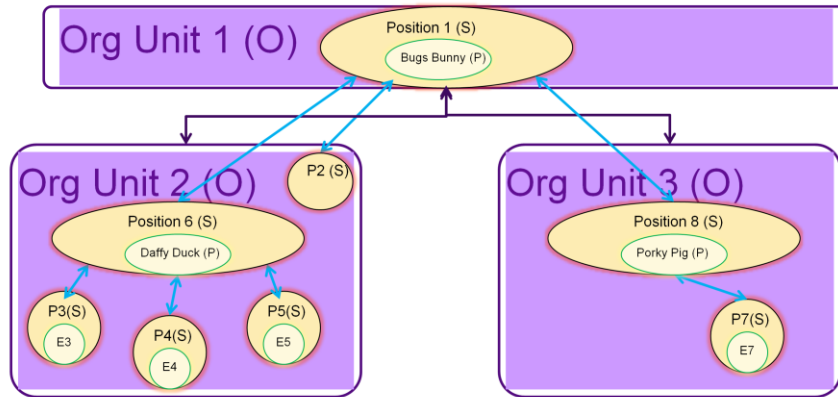 Org Unit 1 (O)
Position 1 (S)
Bugs Bunny (P)
Org Unit 2 (O)
P2 (S)
Position 6 (S)
Daffy Duck (P)
P3(S)
E3
P4(S)
E4
P5(S)
E5
Org Unit 3 (O)
Position 8 (S)
Porky Pig (P)
P7(S)
E7